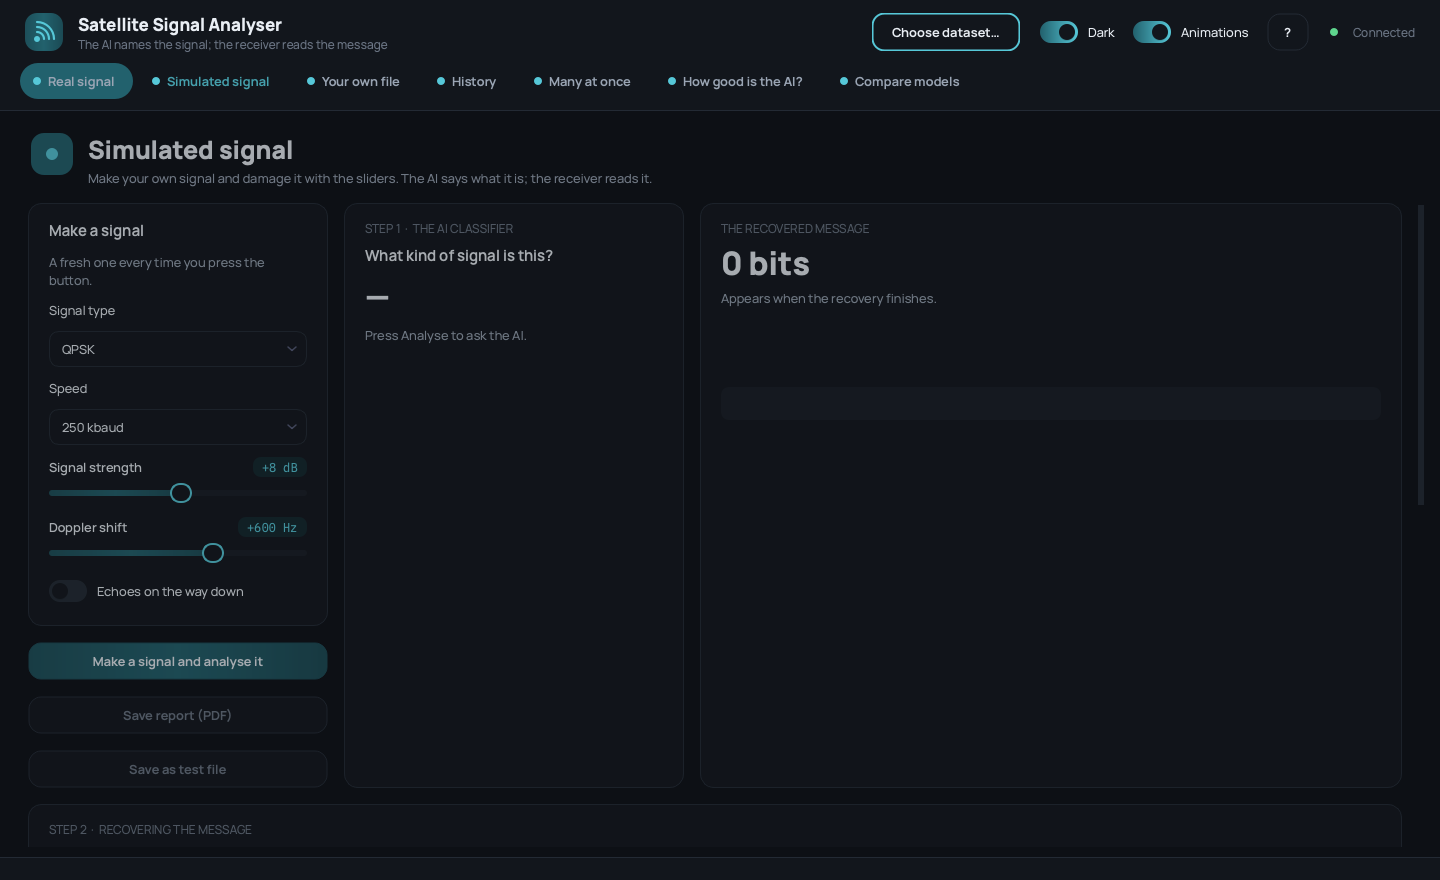 Satellite Signal Analyser
The AI names the signal; the receiver reads the message
Choose dataset...
Dark
Animations
?
Connected
Real signal
Simulated signal
Your own file
History
Many at once
How good is the AI?
Compare models
Simulated signal
Make your own signal and damage it with the sliders. The AI says what it is; the receiver reads it.
Make a signal
A fresh one every time you press the
button.
Signal type
QPSK
Speed
250 kbaud
Signal strength
+8 dB
Doppler shift
+600 Hz
Echoes on the way down
Make a signal and analyse it
Save report (PDF)
Save as test file
STEP 1 · THE AI CLASSIFIER
What kind of signal is this?
—
Press Analyse to ask the AI.
THE RECOVERED MESSAGE
0 bits
Appears when the recovery finishes.
STEP 2 · RECOVERING THE MESSAGE